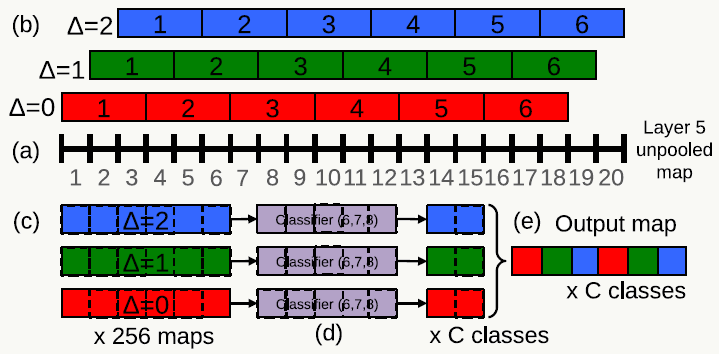 (b) Δ=2 1 2 3 4 5 6
Δ=1 1 2 3 4 5 6
Δ=0 1 2 3 4 5 6
(a) Layer 5
unpooled
map
1 2 3 4 5 6 7 8 9 10 11 12 13 14 15 16 17 18 19 20
(c) Δ=2 Classifier (6,7,8) (e) Output map
Δ=1 Classifier (6,7,8)
x C classes
Δ=0 Classifier (6,7,8)
x 256 maps (d) x C classes